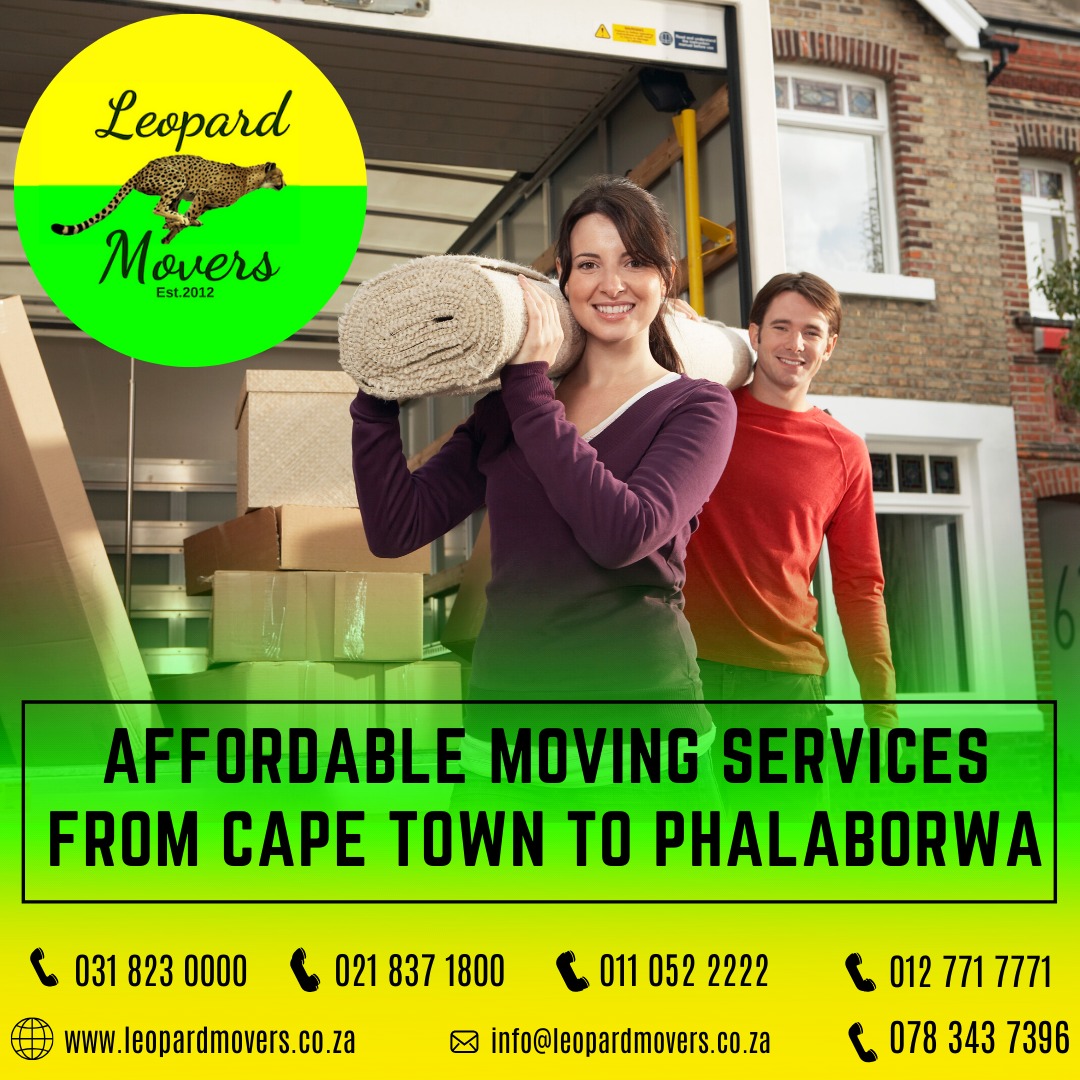 Leopard
Movers
Est.2012
AFFORDABLE MOVING SERVICES
FROM CAPE TOWN TO PHALABORWA
031 823 0000
021 837 1800
011 052 2222
012 771 7771
www.leopardmovers.co.za
info@leopardmovers.co.za
078 343 7396